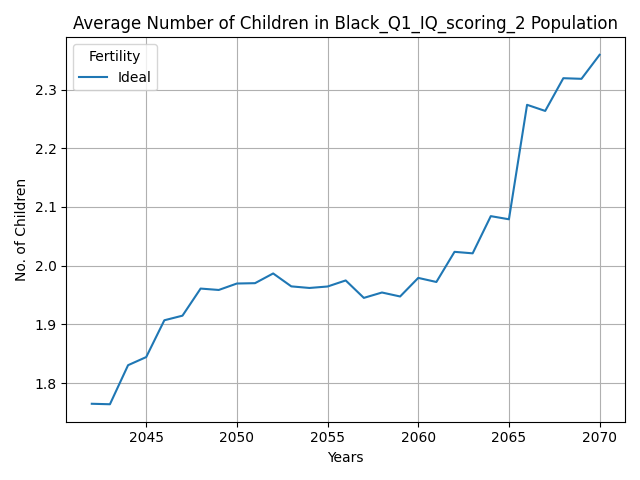 Average Number of Children in Black_Q1_IQ_scoring_2 Population
Fertility
Ideal
No. of Children
2.3
2.2
2.1
2.0
1.9
1.8
2045 2050 2055 2060 2065 2070
Years